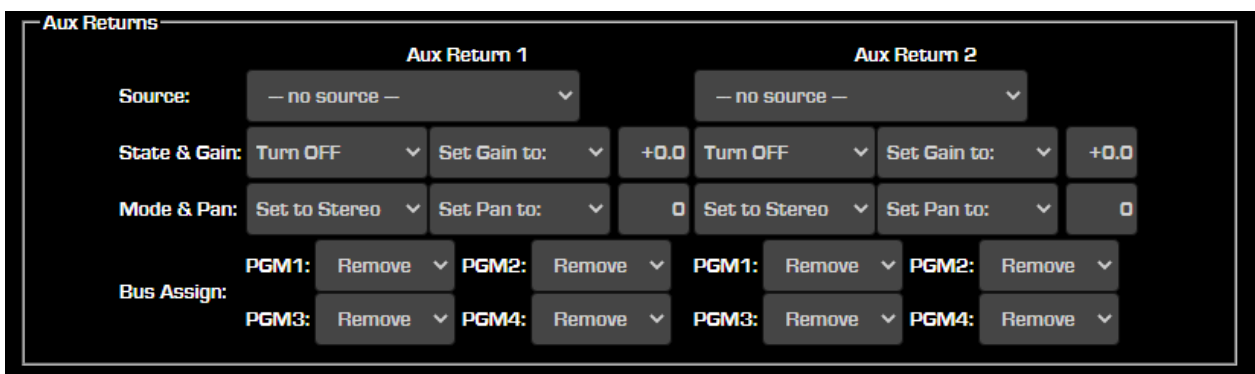 Aux Returns
Aux Return 1 Aux Return 2
Source: — no source — — no source —
State & Gain: Turn OFF Set Gain to: +0.0 Turn OFF Set Gain to: +0.0
Mode & Pan: Set to Stereo Set Pan to: 0 Set to Stereo Set Pan to: 0
PGM1: Remove PGM2: Remove PGM1: Remove PGM2: Remove
Bus Assign:
PGM3: Remove PGM4: Remove PGM3: Remove PGM4: Remove